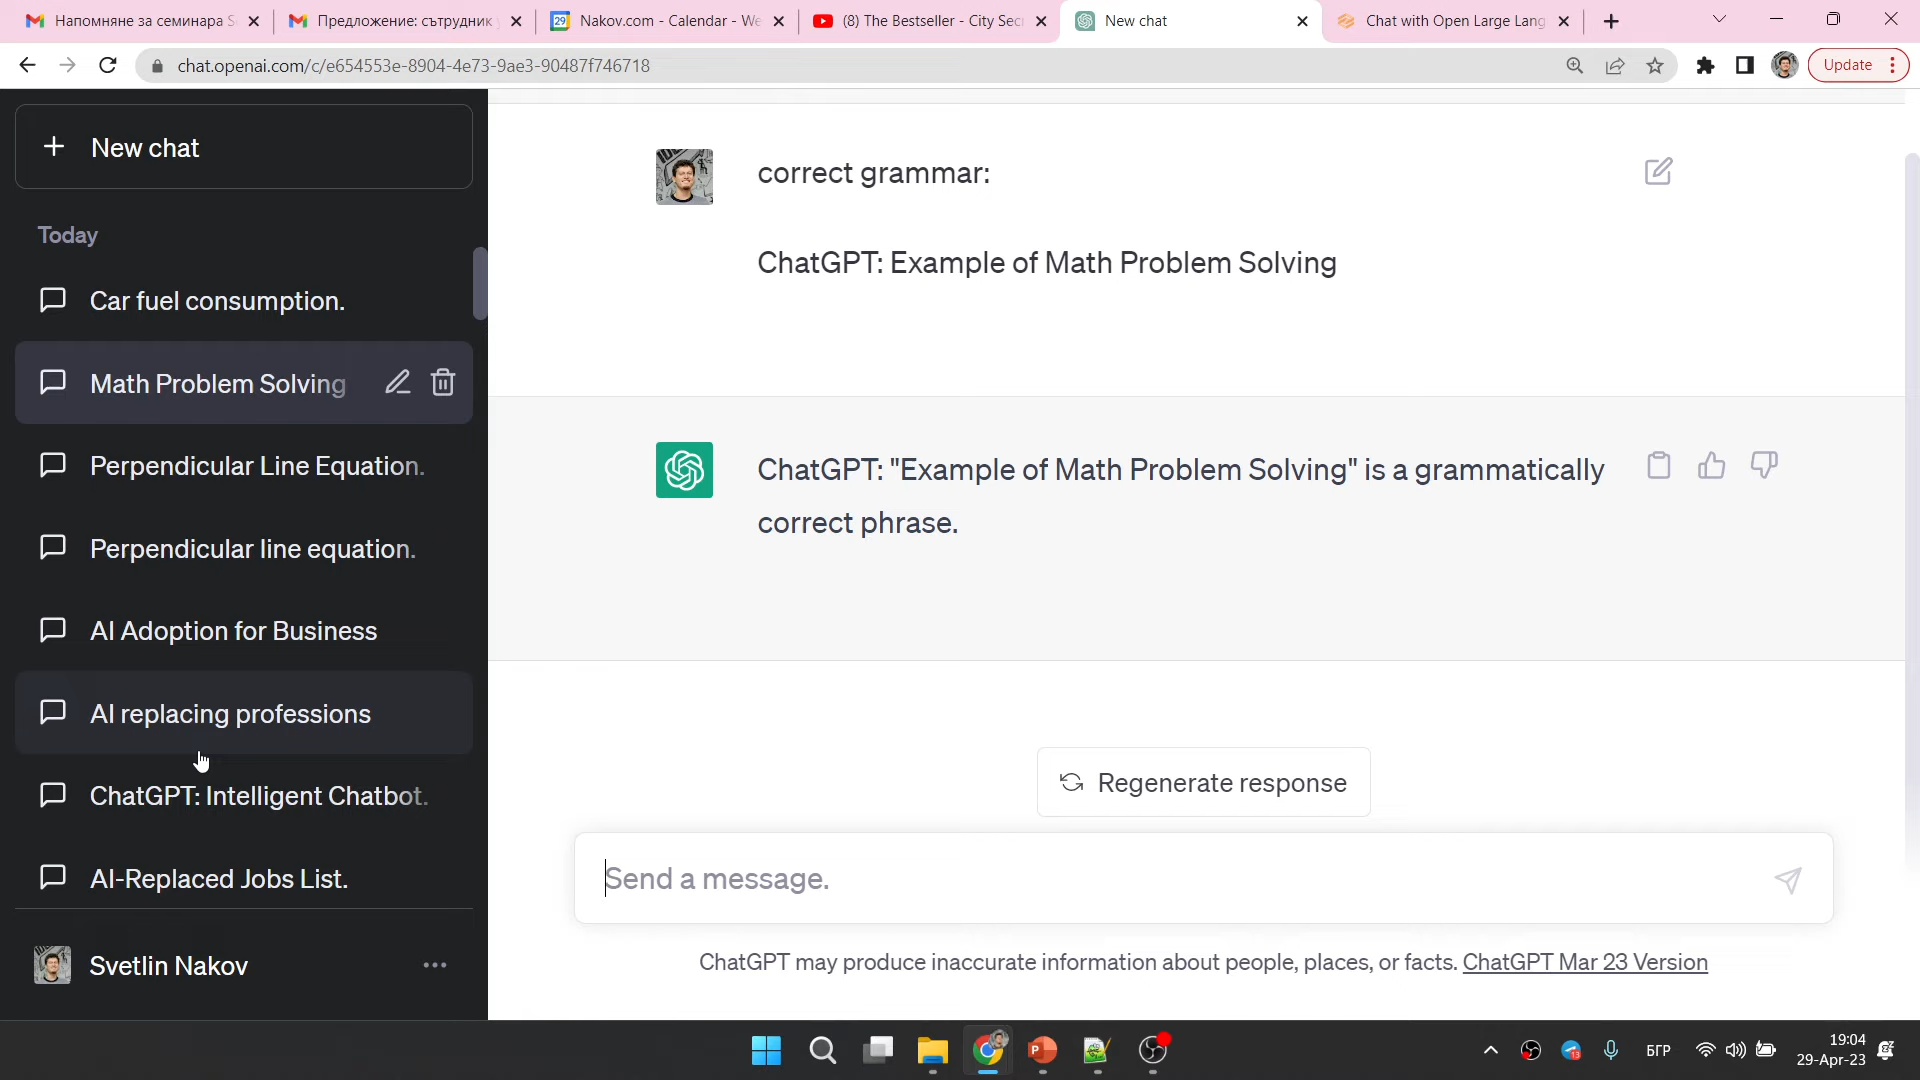 Напомняне за семинара S
Предложение: сътрудник
29 Nakov.com - Calendar - We
(8) The Bestseller - City Secr
New chat
Chat with Open Large Lang
chat.openai.com/c/e654553e-8904-4e73-9ae3-90487f746718
Update
New chat
Today
Car fuel consumption.
Math Problem Solving
Perpendicular Line Equation.
Perpendicular line equation.
AI Adoption for Business
AI replacing professions
ChatGPT: Intelligent Chatbot.
AI-Replaced Jobs List.
Svetlin Nakov
correct grammar:
ChatGPT: Example of Math Problem Solving
ChatGPT: "Example of Math Problem Solving" is a grammatically
correct phrase.
Regenerate response
Send a message.
ChatGPT may produce inaccurate information about people, places, or facts. ChatGPT Mar 23 Version
БГР
19:04
29-Apr-23